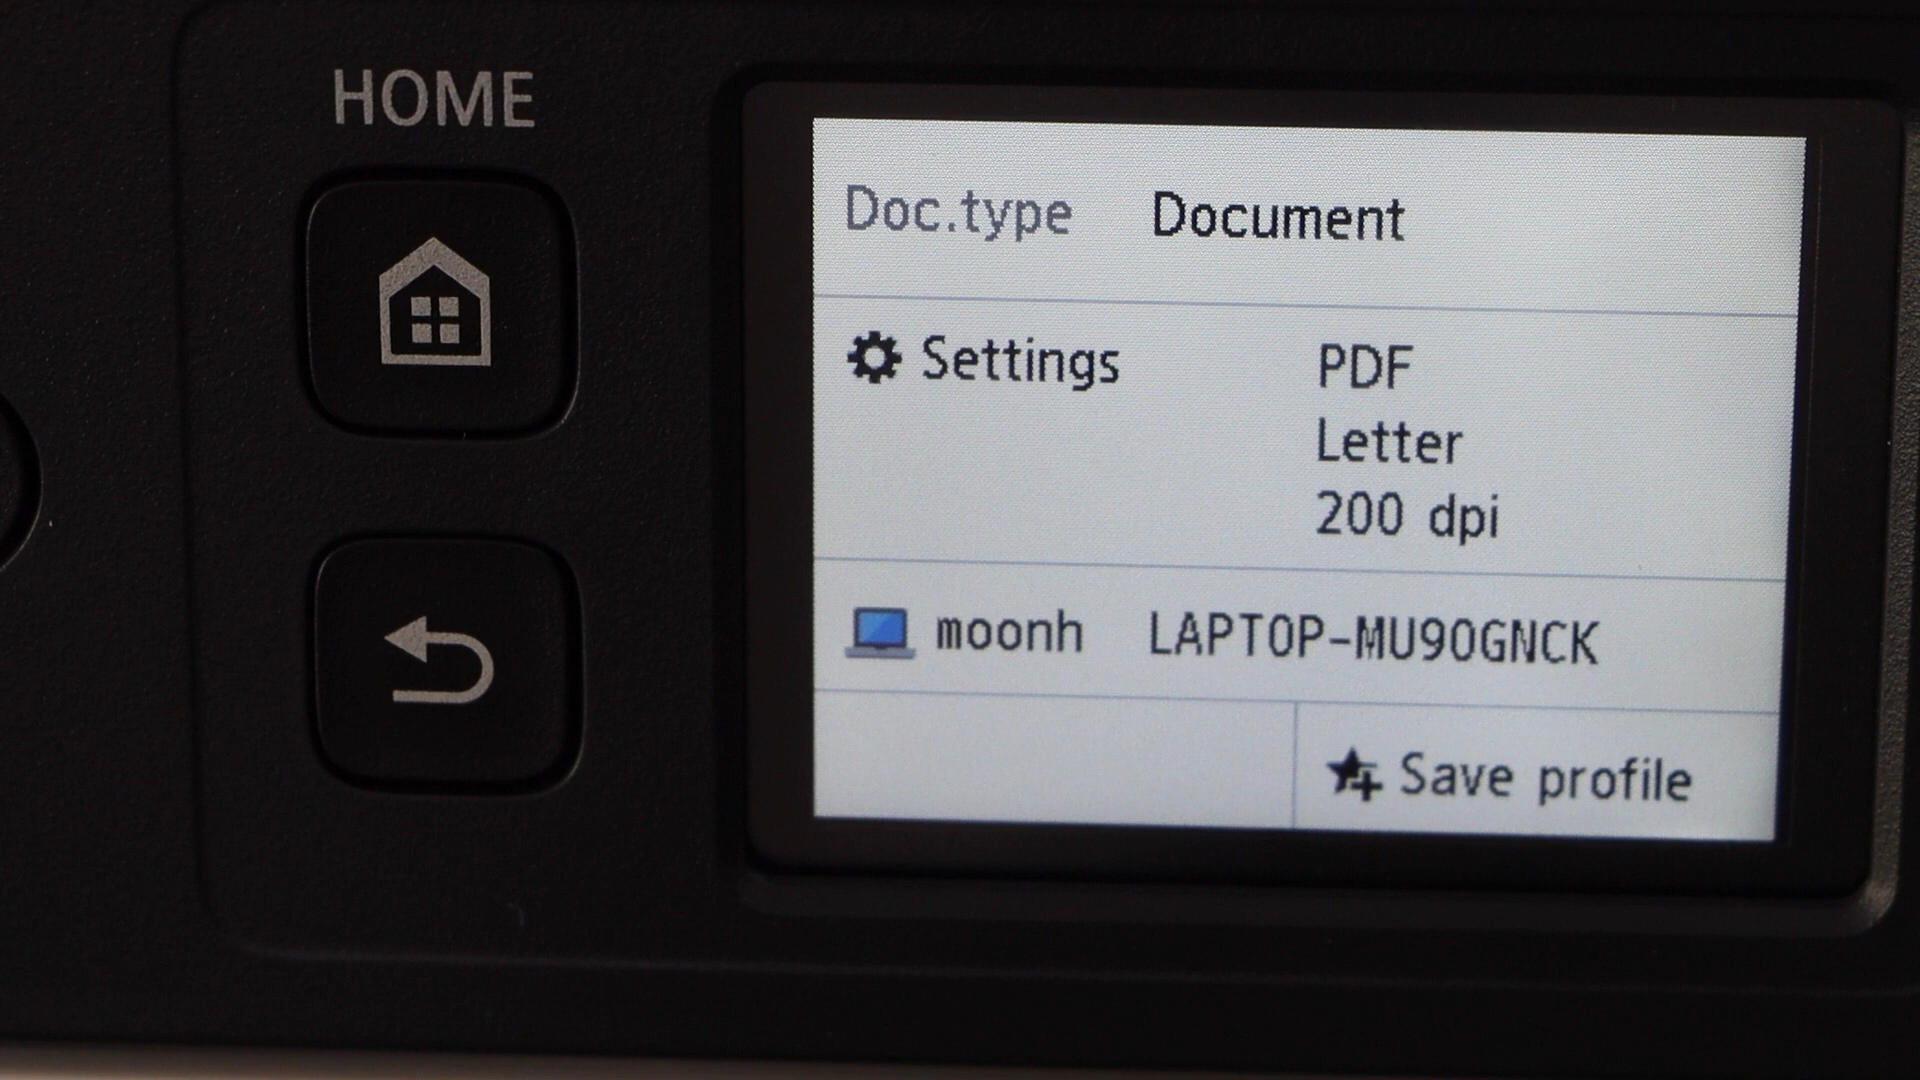 HOME
Doc.type Document
Settings PDF
Letter
200 dpi
moonh LAPTOP-MU90GNCK
Save profile